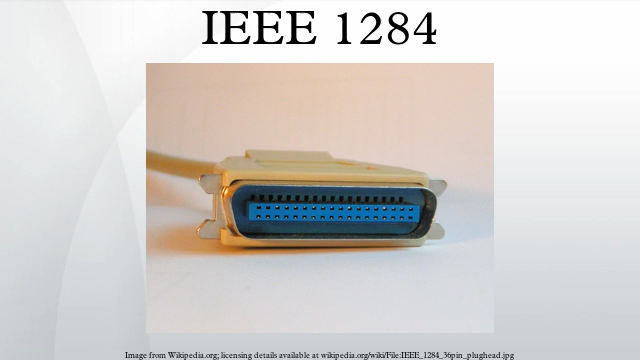 IEEE 1284
Image from Wikipedia.org; licensing details available at wikipedia.org/wiki/File:IEEE_1284_36pin_plughead.jpg